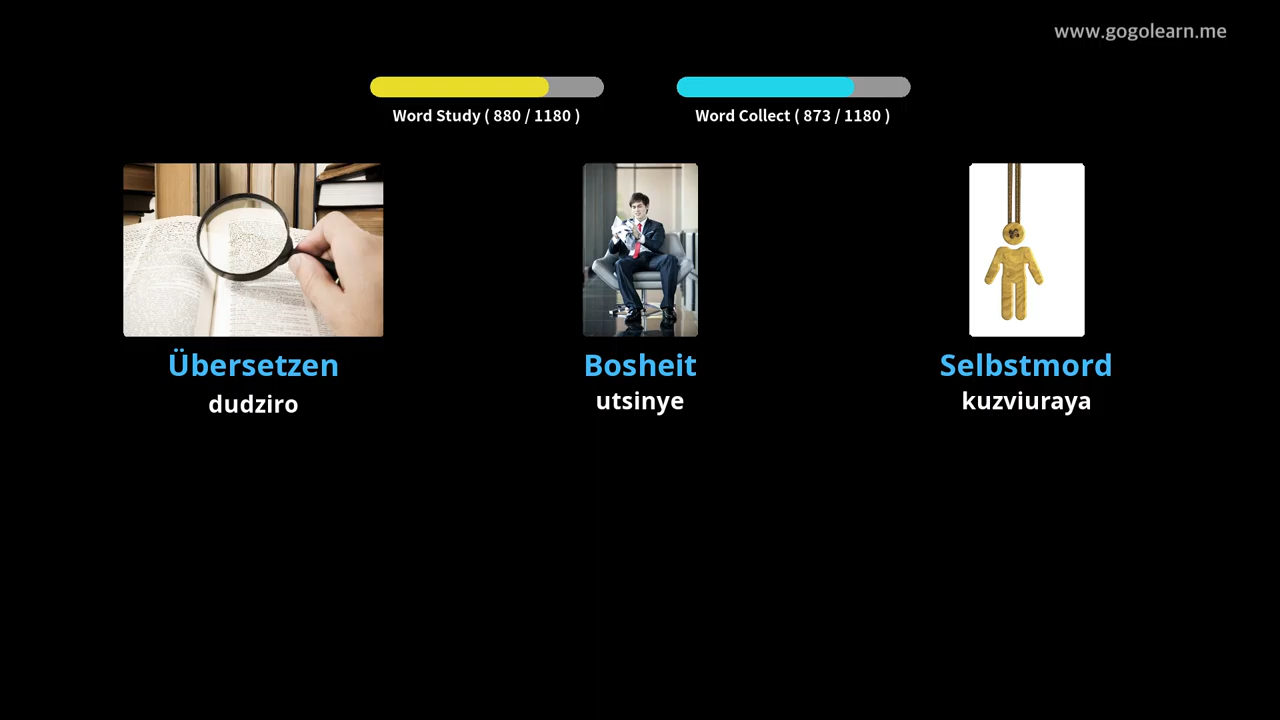 www.gogolearn.me
Word Study ( 880 / 1180 )
Word Collect ( 873 / 1180 )
Übersetzen
dudziro
Bosheit
utsinye
Selbstmord
kuzviuraya